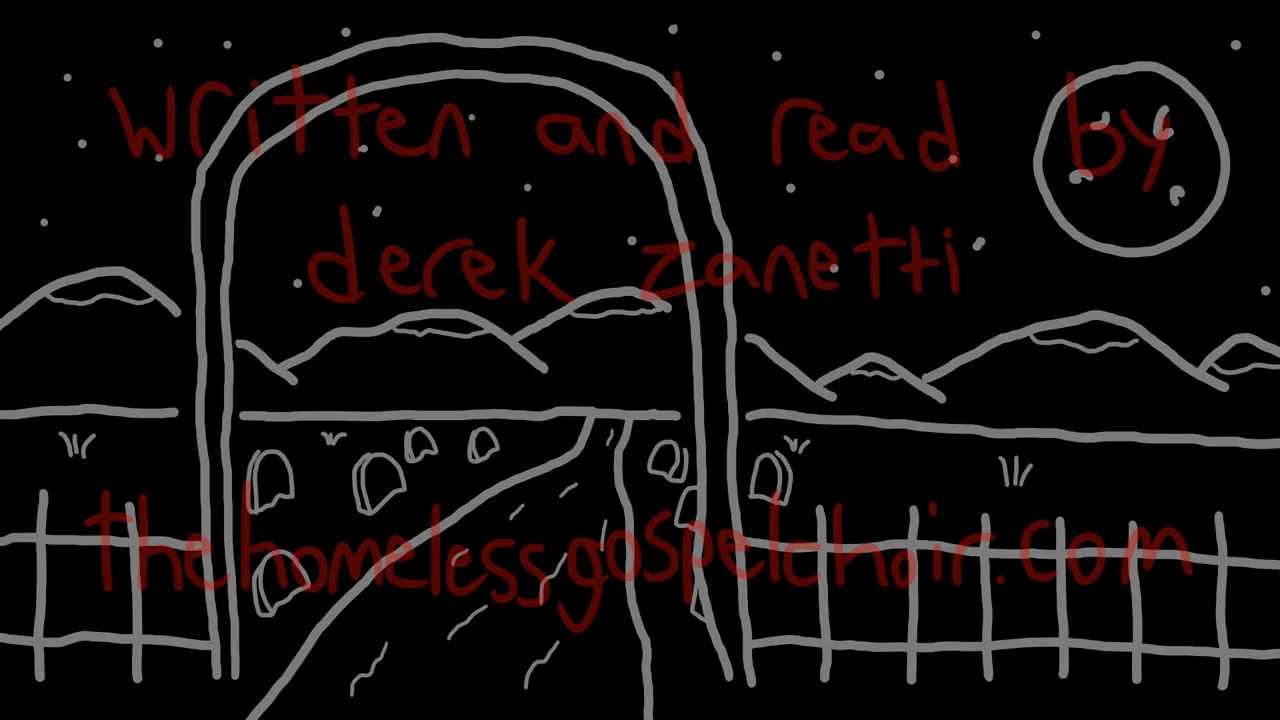 written and read by
derek zanetti
thehomelessgospelchoir.com